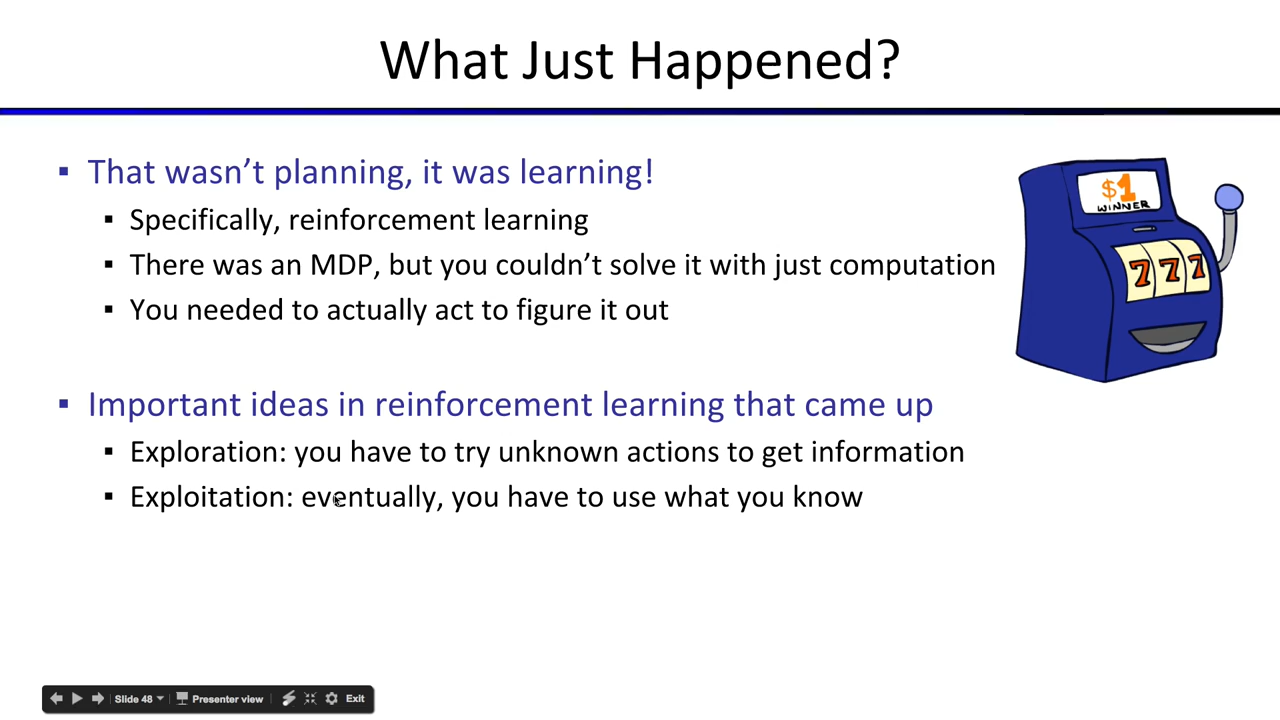 What Just Happened?
▪ That wasn’t planning, it was learning!
▪ Specifically, reinforcement learning
▪ There was an MDP, but you couldn’t solve it with just computation
▪ You needed to actually act to figure it out
$1
WINNER
7 7 7
▪ Important ideas in reinforcement learning that came up
▪ Exploration: you have to try unknown actions to get information
▪ Exploitation: eventually, you have to use what you know
Slide 48 Presenter view Exit